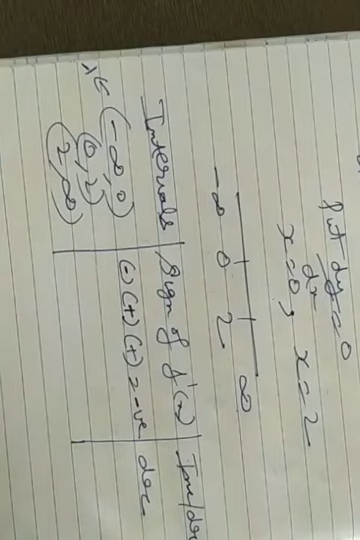 Put dy/dx = 0
x = 0, x = 2
-∞ 0 2 ∞
Intervals Sign of f'(x) Inc/dec
x ∈ (-∞, 0) (-)(+)(+) = -ve dec
(0, 2)
(2, ∞)